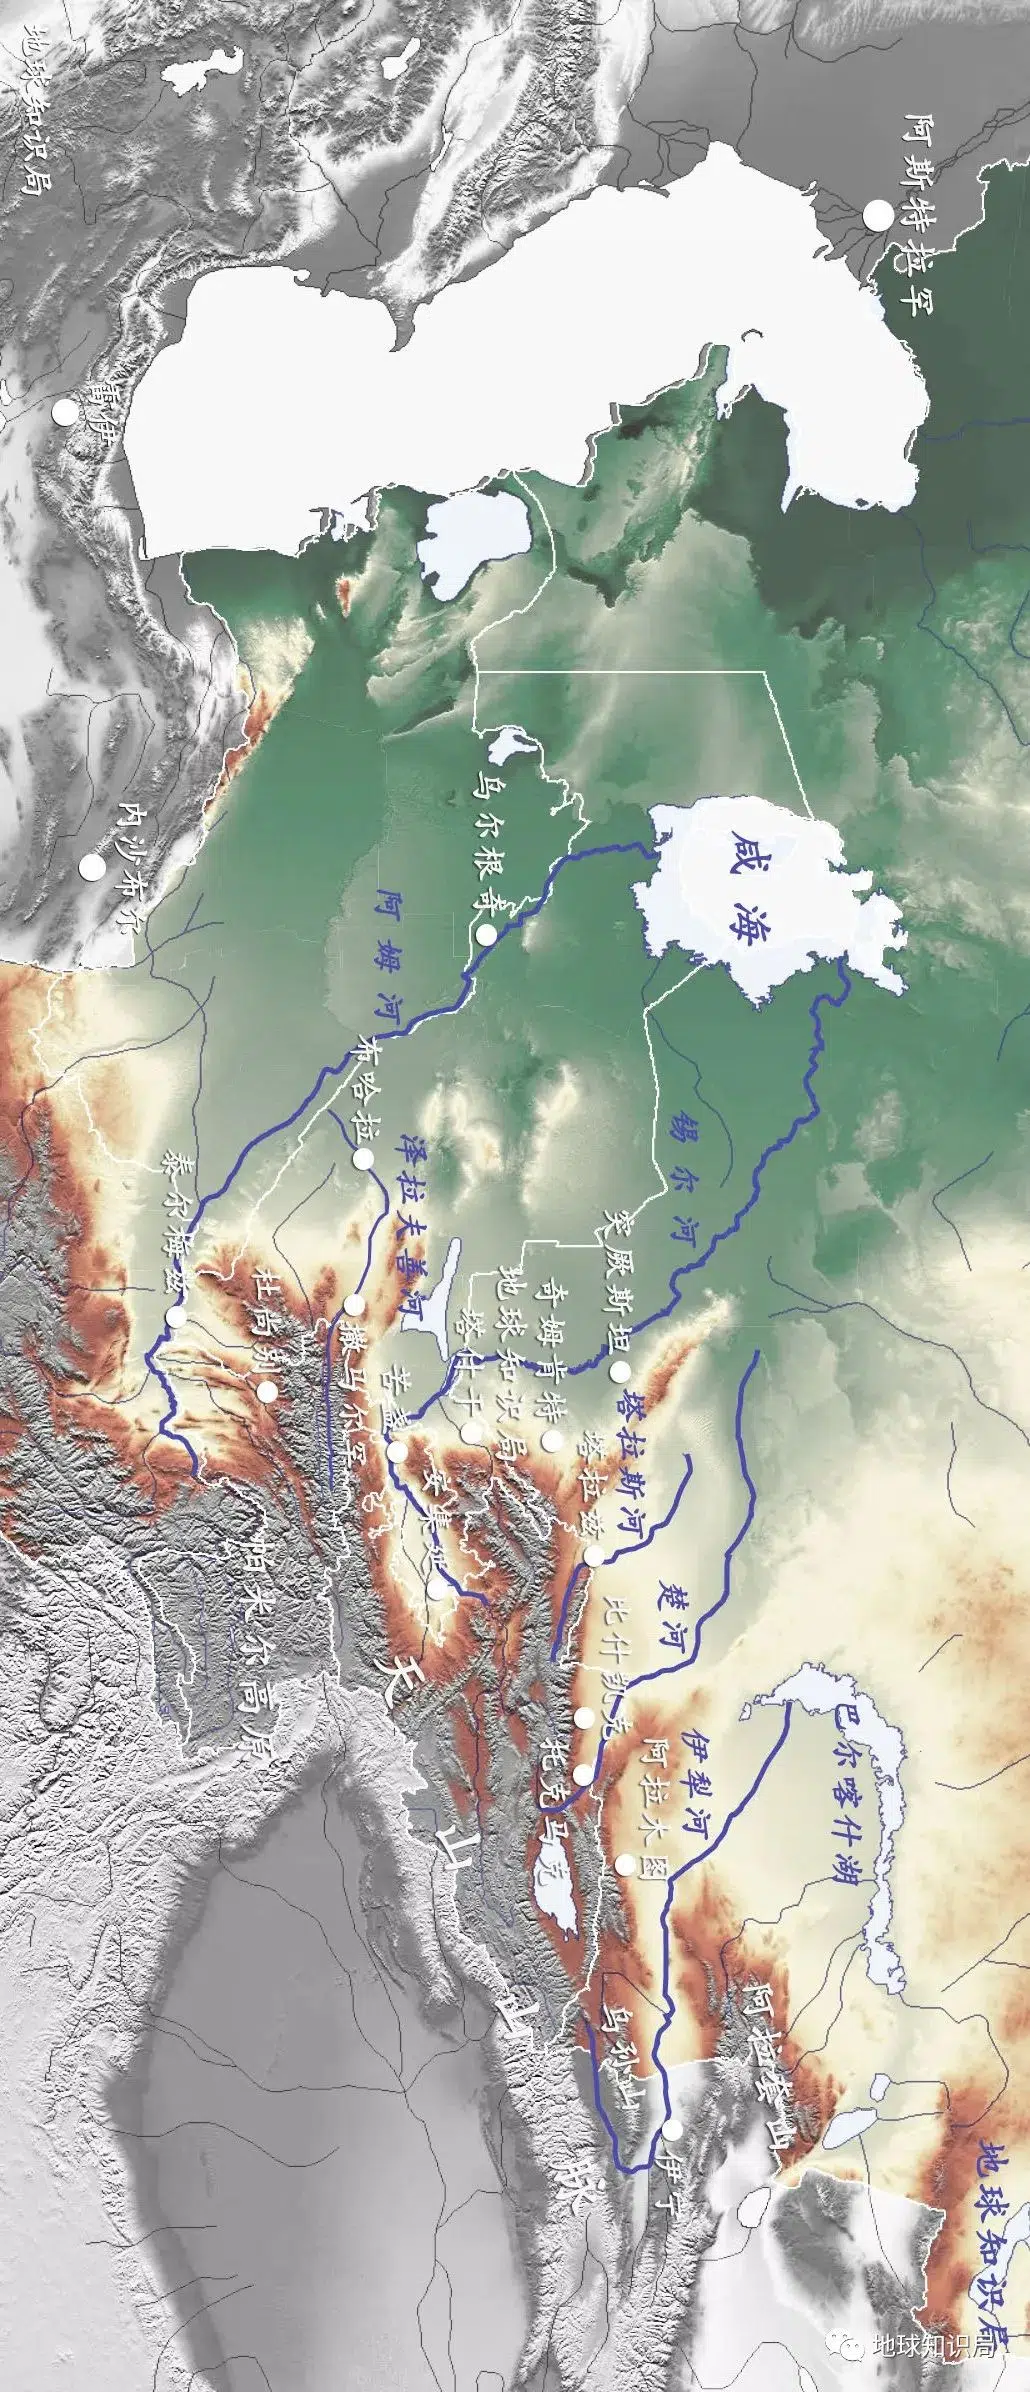 阿斯特拉罕
地球知识局
雷伊
咸海
乌尔根奇
内沙布尔
阿姆河
布哈拉
锡尔河
泽拉夫善河
泰尔梅兹
突厥斯坦
杜尚别
撒马尔罕
奇姆肯特
地球知识局
塔什干
苦盏
安集延
塔拉斯河
塔拉兹
楚河
比什凯克
帕米尔高原
托克马克
巴尔喀什湖
伊犁河
阿拉木图
天山山脉
乌孙山
阿拉套山
伊宁
地球知识局
地球知识局